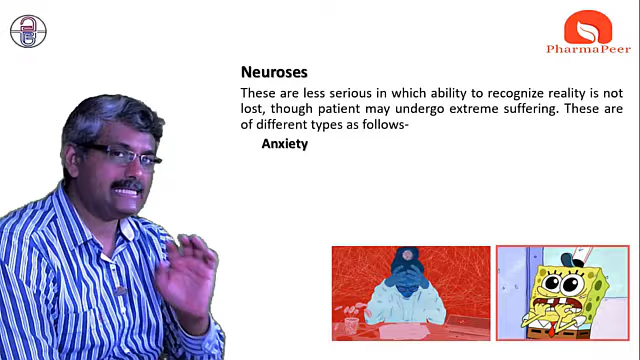 PharmaPeer
Neuroses
These are less serious in which ability to recognize reality is not
lost, though patient may undergo extreme suffering. These are
of different types as follows-
Anxiety